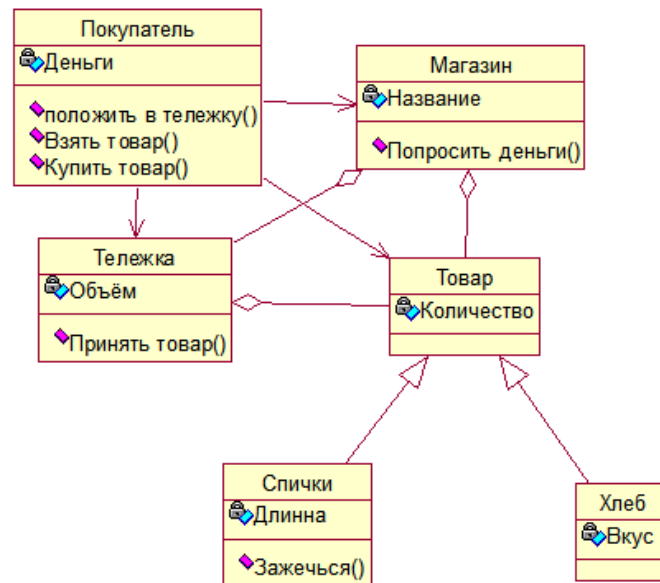 Покупатель
Деньги
положить в тележку()
Взять товар()
Купить товар()
Магазин
Название
Попросить деньги()
Тележка
Объём
Принять товар()
Товар
Количество
Спички
Длинна
Зажечься()
Хлеб
Вкус